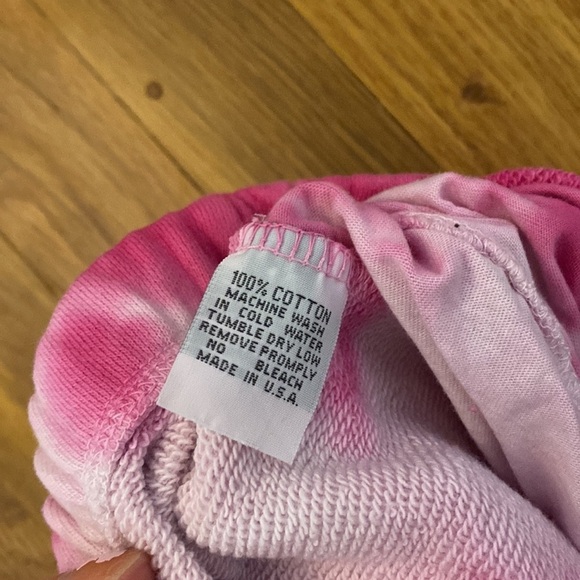 100% COTTON
MACHINE WASH
IN COLD WATER
TUMBLE DRY LOW
REMOVE PROMPLY
NO BLEACH
MADE IN U.S.A.